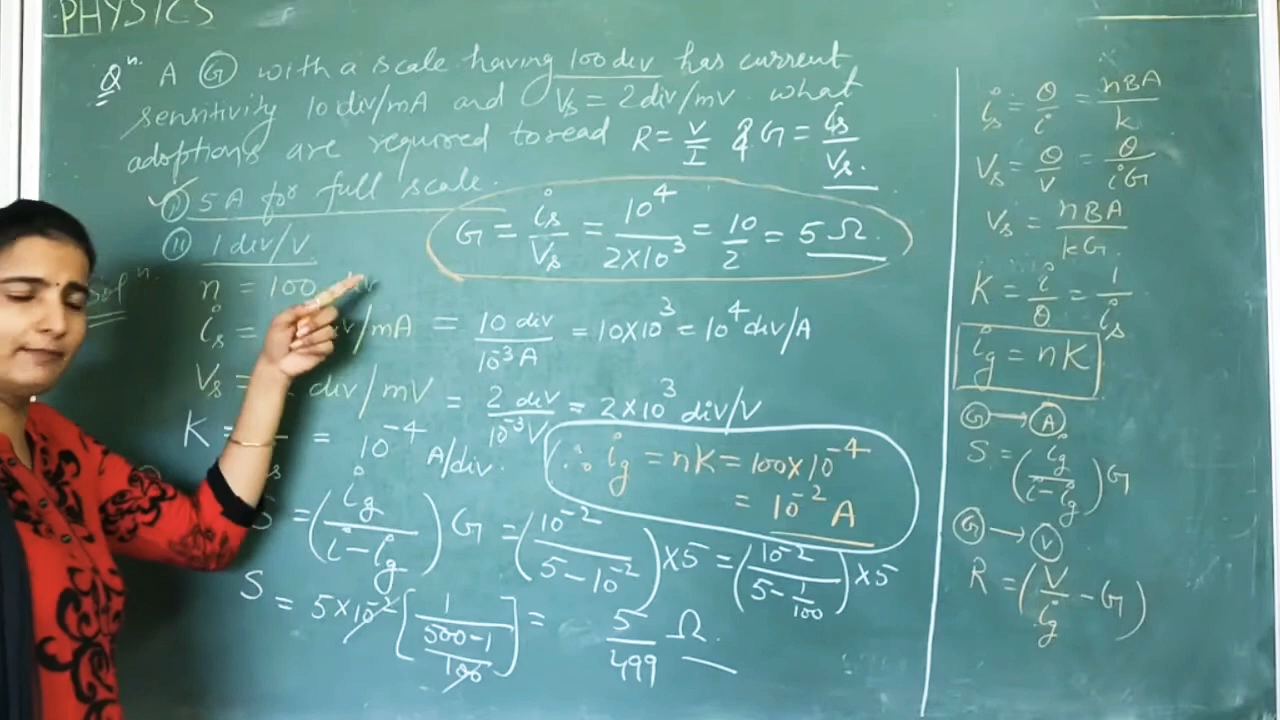 PHYSICS
Qn. A G with a scale having 100 div has current
sensitivity 10 div/mA and Vs = 2 div/mv. what
adoptions are required to read R = V/I & G = is/Vs.
i) 5A for full scale.
ii) 1 div/v.
G = is/Vs = 10^4/2×10^3 = 10/2 = 5Ω.
Soln. n = 100
is = div/mA = 10 div/10^-3 A = 10×10^3 = 10^4 div/A
Vs = div/mV = 2 div/10^-3 V = 2×10^3 div/V
K = = 10^-4 A/div.
∴ ig = nK = 100×10^-4
= 10^-2 A
S = (ig/i-ig) G = (10^-2/5-10^-2) ×5 = (10^-2/5-1/100) ×5
S = 5×10^-2 [1/500-1/100] = 5/499 Ω
is = θ/i = nBA/k
Vs = θ/v = θ/iG
Vs = nBA/kG
K = i/θ = 1/is
ig = nK
G → A
S = (ig/i-ig) G
G → V
R = (V/ig - G)